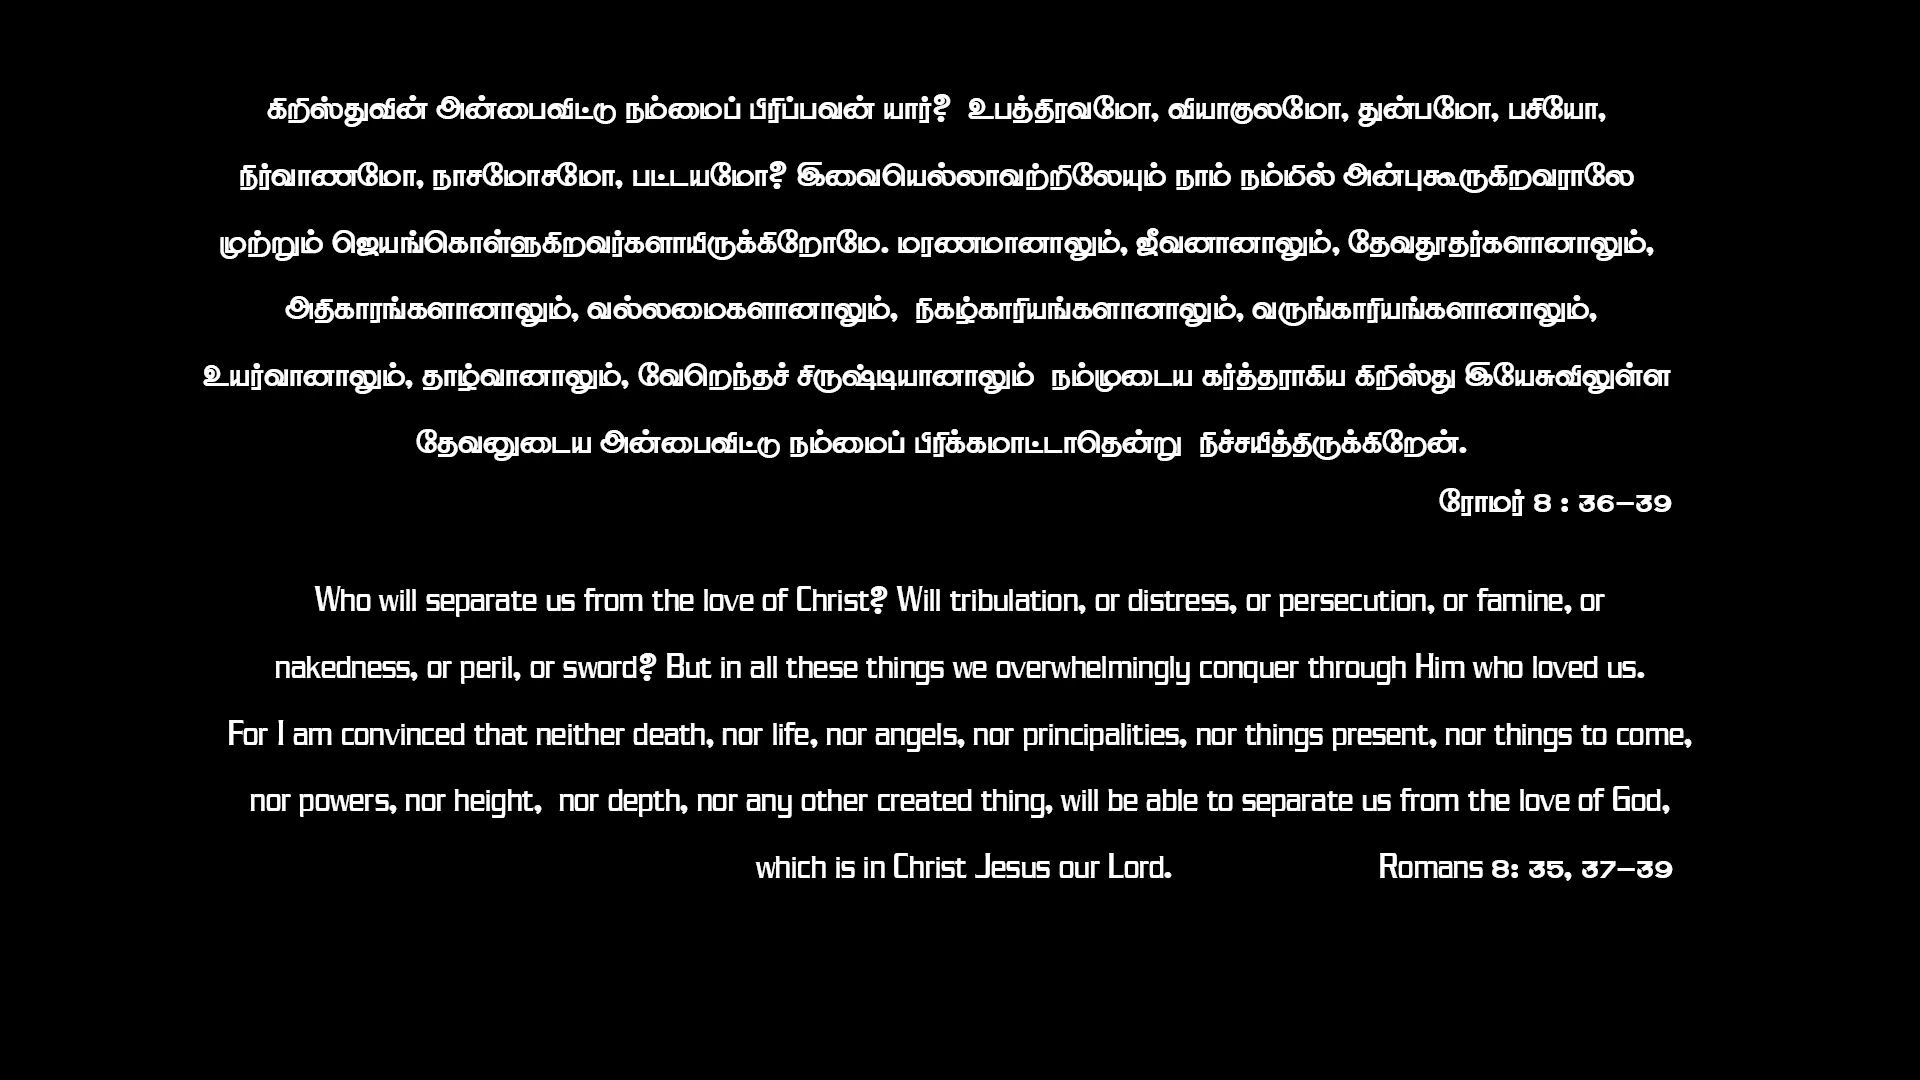 கிறிஸ்துவின் அன்பைவிட்டு நம்மைப் பிரிப்பவன் யார்? உபத்திரவமோ, வியாகுலமோ, துன்பமோ, பசியோ,
நிர்வாணமோ, நாசமோசமோ, பட்டயமோ? இவையெல்லாவற்றிலேயும் நாம் நம்மில் அன்புகூருகிறவராலே
முற்றும் ஜெயங்கொள்ளுகிறவர்களாயிருக்கிறோமே. மரணமானாலும், ஜீவனானாலும், தேவதூதர்களானாலும்,
அதிகாரங்களானாலும், வல்லமைகளானாலும், நிகழ்காரியங்களானாலும், வருங்காரியங்களானாலும்,
உயர்வானாலும், தாழ்வானாலும், வேறெந்தச் சிருஷ்டியானாலும் நம்முடைய கர்த்தராகிய கிறிஸ்து இயேசுவிலுள்ள
தேவனுடைய அன்பைவிட்டு நம்மைப் பிரிக்கமாட்டாதென்று நிச்சயித்திருக்கிறேன்.
ரோமர் 8 : 36-39
Who will separate us from the love of Christ? Will tribulation, or distress, or persecution, or famine, or
nakedness, or peril, or sword? But in all these things we overwhelmingly conquer through Him who loved us.
For I am convinced that neither death, nor life, nor angels, nor principalities, nor things present, nor things to come,
nor powers, nor height, nor depth, nor any other created thing, will be able to separate us from the love of God,
which is in Christ Jesus our Lord. Romans 8: 35, 37-39